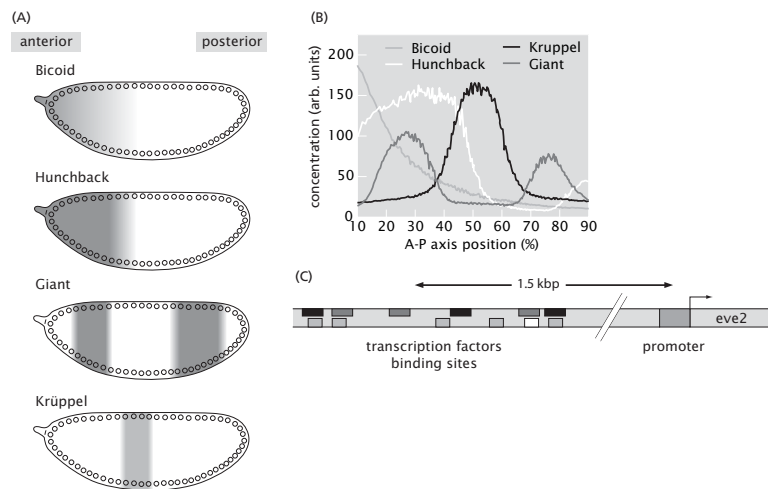 (A)
anterior
posterior
Bicoid
Hunchback
Giant
Krüppel
(B)
concentration (arb. units)
200
150
100
50
0
Bicoid
Hunchback
Kruppel
Giant
10 20 30 40 50 60 70 80 90
A-P axis position (%)
(C)
1.5 kbp
eve2
transcription factors
binding sites
promoter